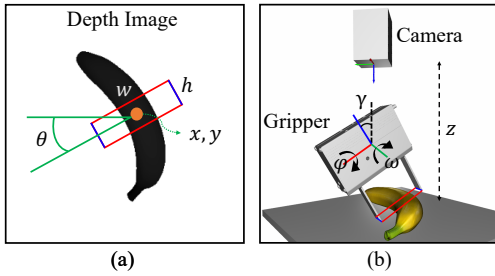 Depth Image
w
h
θ
x, y
(a)
Camera
γ
Gripper
z
φ
ω
(b)